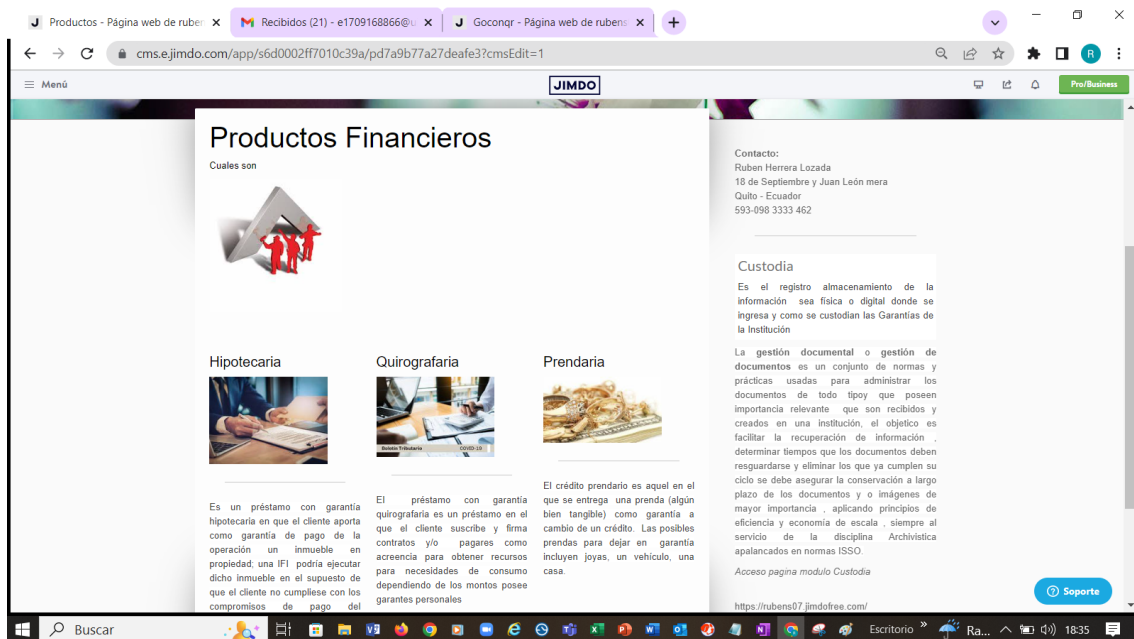 Productos - Página web de ruben
Recibidos (21) - e1709168866@u
Goconqr - Página web de rubens
cms.e.jimdo.com/app/s6d0002ff7010c39a/pd7a9b77a27deafe3?cmsEdit=1
R
Menú
JIMDO
Pro/Business
Productos Financieros
Cuales son
Hipotecaria
Es un préstamo con garantía
hipotecaria en que el cliente aporta
como garantía de pago de la
operación un inmueble en
propiedad; una IFI podría ejecutar
dicho inmueble en el supuesto de
que el cliente no cumpliese con los
compromisos de pago del
Quirografaria
Boletín Tributario COVID-19
El préstamo con garantía
quirografaria es un préstamo en el
que el cliente suscribe y firma
contratos y/o pagares como
acreencia para obtener recursos
para necesidades de consumo
dependiendo de los montos posee
garantes personales
Prendaria
El crédito prendario es aquel en el
que se entrega una prenda (algún
bien tangible) como garantía a
cambio de un crédito. Las posibles
prendas para dejar en garantía
incluyen joyas, un vehículo, una
casa.
Contacto:
Ruben Herrera Lozada
18 de Septiembre y Juan León mera
Quito - Ecuador
593-098 3333 462
Custodia
Es el registro almacenamiento de la
información sea física o digital donde se
ingresa y como se custodian las Garantías de
la Institución
La gestión documental o gestión de
documentos es un conjunto de normas y
prácticas usadas para administrar los
documentos de todo tipoy que poseen
importancia relevante que son recibidos y
creados en una institución, el objetico es
facilitar la recuperación de información ,
determinar tiempos que los documentos deben
resguardarse y eliminar los que ya cumplen su
ciclo se debe asegurar la conservación a largo
plazo de los documentos y o imágenes de
mayor importancia , aplicando principios de
eficiencia y economía de escala , siempre al
servicio de la disciplina Archivistica
apalancados en normas ISSO.
Acceso pagina modulo Custodia
https://rubens07.jimdofree.com/
Soporte
Buscar
Escritorio
Ra...
18:35